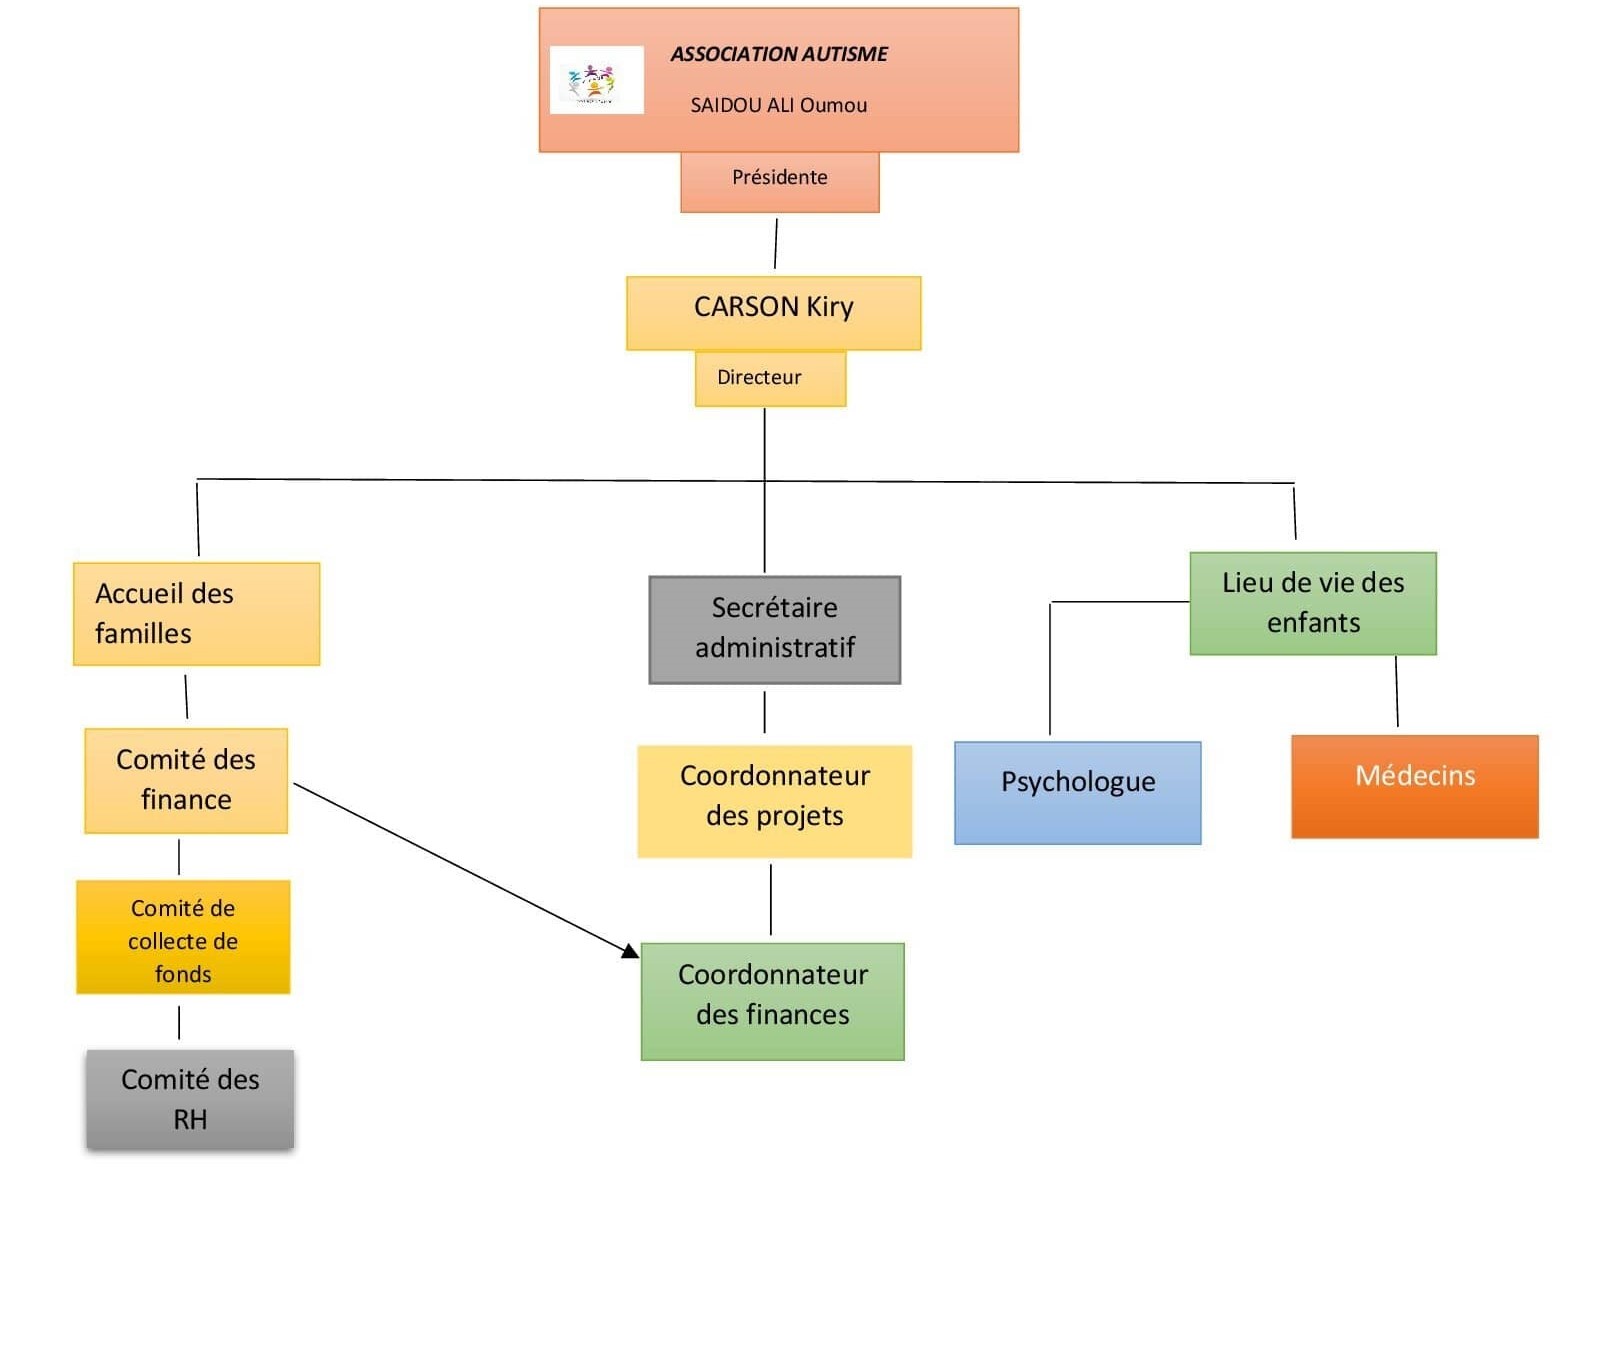 ASSOCIATION AUTISME
SAIDOU ALI Oumou
Présidente
CARSON Kiry
Directeur
Accueil des
familles
Secrétaire
administratif
Lieu de vie des
enfants
Comité des
finance
Coordonnateur
des projets
Psychologue
Médecins
Comité de
collecte de
fonds
Coordonnateur
des finances
Comité des
RH